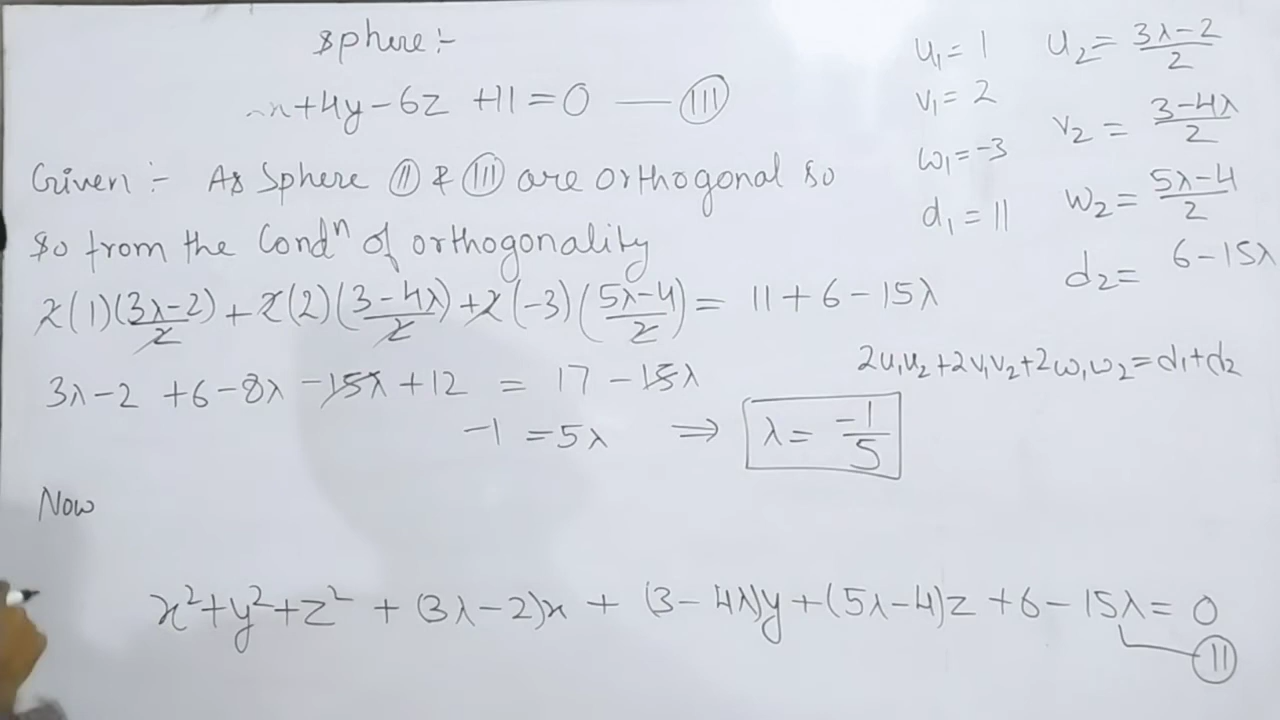 Sphere :-
x+4y-6z +11=0 — (III)
u₁= 1 u₂= (3λ-2)/2
v₁= 2 v₂ = (3-4λ)/2
w₁=-3 w₂= (5λ-4)/2
d₁ = 11 d₂= 6-15λ
Given :- As Sphere (II) & (III) are orthogonal so
so from the Condⁿ of orthogonality
2(1)(3λ-2)/2 + 2(2)(3-4λ)/2 + 2(-3)(5λ-4)/2 = 11+6-15λ
2u₁u₂+2v₁v₂+2w₁w₂=d₁+d₂
3λ-2 +6-8λ -15λ +12 = 17 -15λ
-1 =5λ ⇒ λ= -1/5
Now
x²+y²+z² + (3λ-2)x + (3-4λ)y +(5λ-4)z +6-15λ= 0
(II)